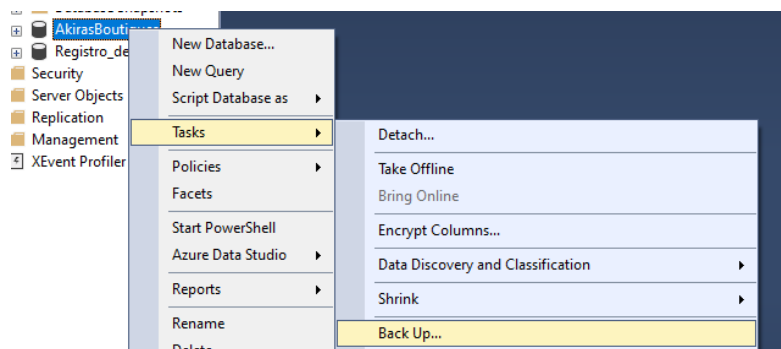 AkirasBoutiques
New Database...
Registro_de
New Query
Security
Script Database as
Server Objects
Replication
Tasks
Detach...
Management
XEvent Profiler
Policies
Take Offline
Facets
Bring Online
Start PowerShell
Encrypt Columns...
Azure Data Studio
Data Discovery and Classification
Reports
Shrink
Rename
Back Up...